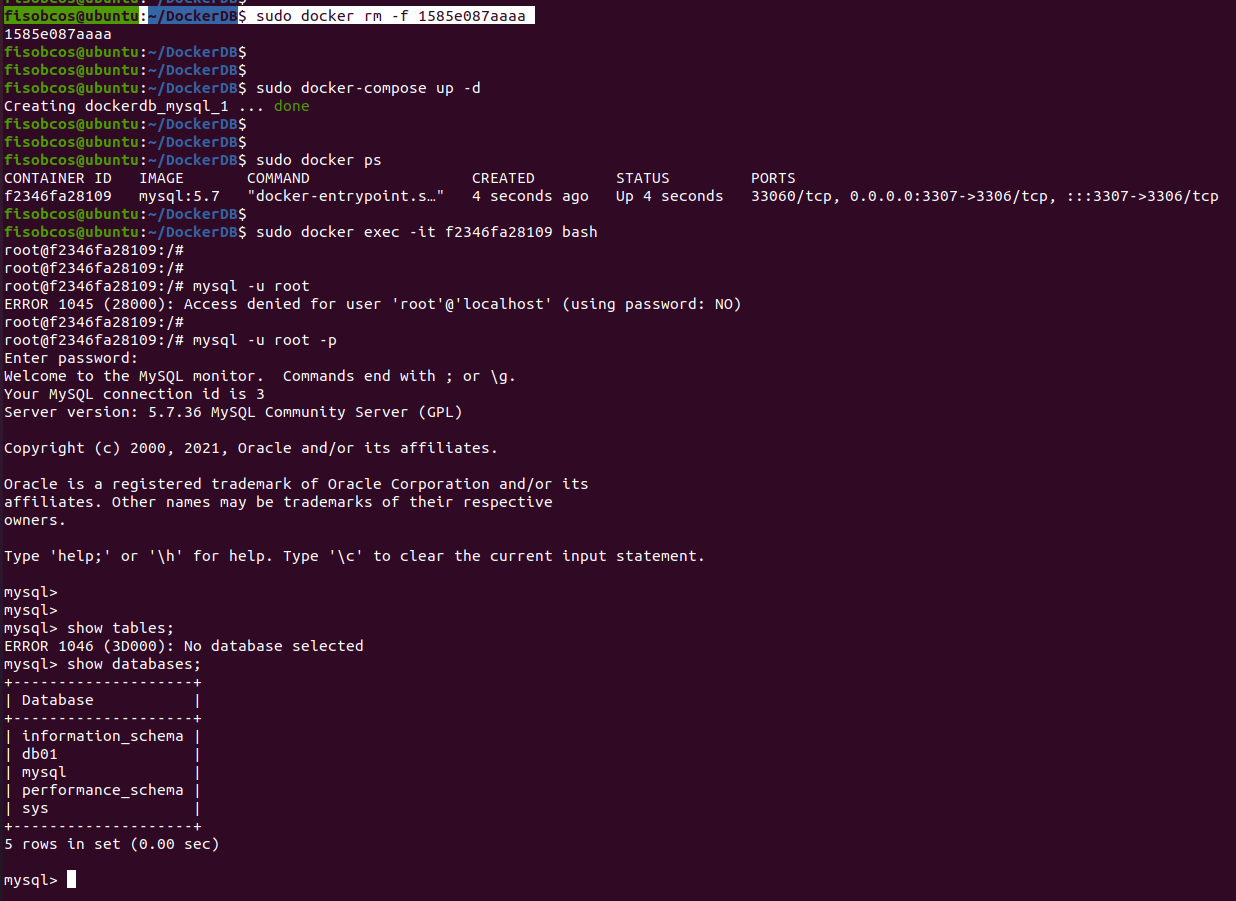 fisobcos@ubuntu:~/DockerDB$ sudo docker rm -f 1585e087aaaa
1585e087aaaa
fisobcos@ubuntu:~/DockerDB$
fisobcos@ubuntu:~/DockerDB$
fisobcos@ubuntu:~/DockerDB$ sudo docker-compose up -d
Creating dockerdb_mysql_1 ... done
fisobcos@ubuntu:~/DockerDB$
fisobcos@ubuntu:~/DockerDB$
fisobcos@ubuntu:~/DockerDB$ sudo docker ps
CONTAINER ID   IMAGE       COMMAND                  CREATED         STATUS         PORTS
f2346fa28109   mysql:5.7   "docker-entrypoint.s…"   4 seconds ago   Up 4 seconds   33060/tcp, 0.0.0.0:3307->3306/tcp, :::3307->3306/tcp
fisobcos@ubuntu:~/DockerDB$
fisobcos@ubuntu:~/DockerDB$ sudo docker exec -it f2346fa28109 bash
root@f2346fa28109:/#
root@f2346fa28109:/#
root@f2346fa28109:/# mysql -u root
ERROR 1045 (28000): Access denied for user 'root'@'localhost' (using password: NO)
root@f2346fa28109:/#
root@f2346fa28109:/# mysql -u root -p
Enter password:
Welcome to the MySQL monitor.  Commands end with ; or \g.
Your MySQL connection id is 3
Server version: 5.7.36 MySQL Community Server (GPL)

Copyright (c) 2000, 2021, Oracle and/or its affiliates.

Oracle is a registered trademark of Oracle Corporation and/or its
affiliates. Other names may be trademarks of their respective
owners.

Type 'help;' or '\h' for help. Type '\c' to clear the current input statement.

mysql>
mysql>
mysql> show tables;
ERROR 1046 (3D000): No database selected
mysql> show databases;
+--------------------+
| Database           |
+--------------------+
| information_schema |
| db01               |
| mysql              |
| performance_schema |
| sys                |
+--------------------+
5 rows in set (0.00 sec)

mysql>